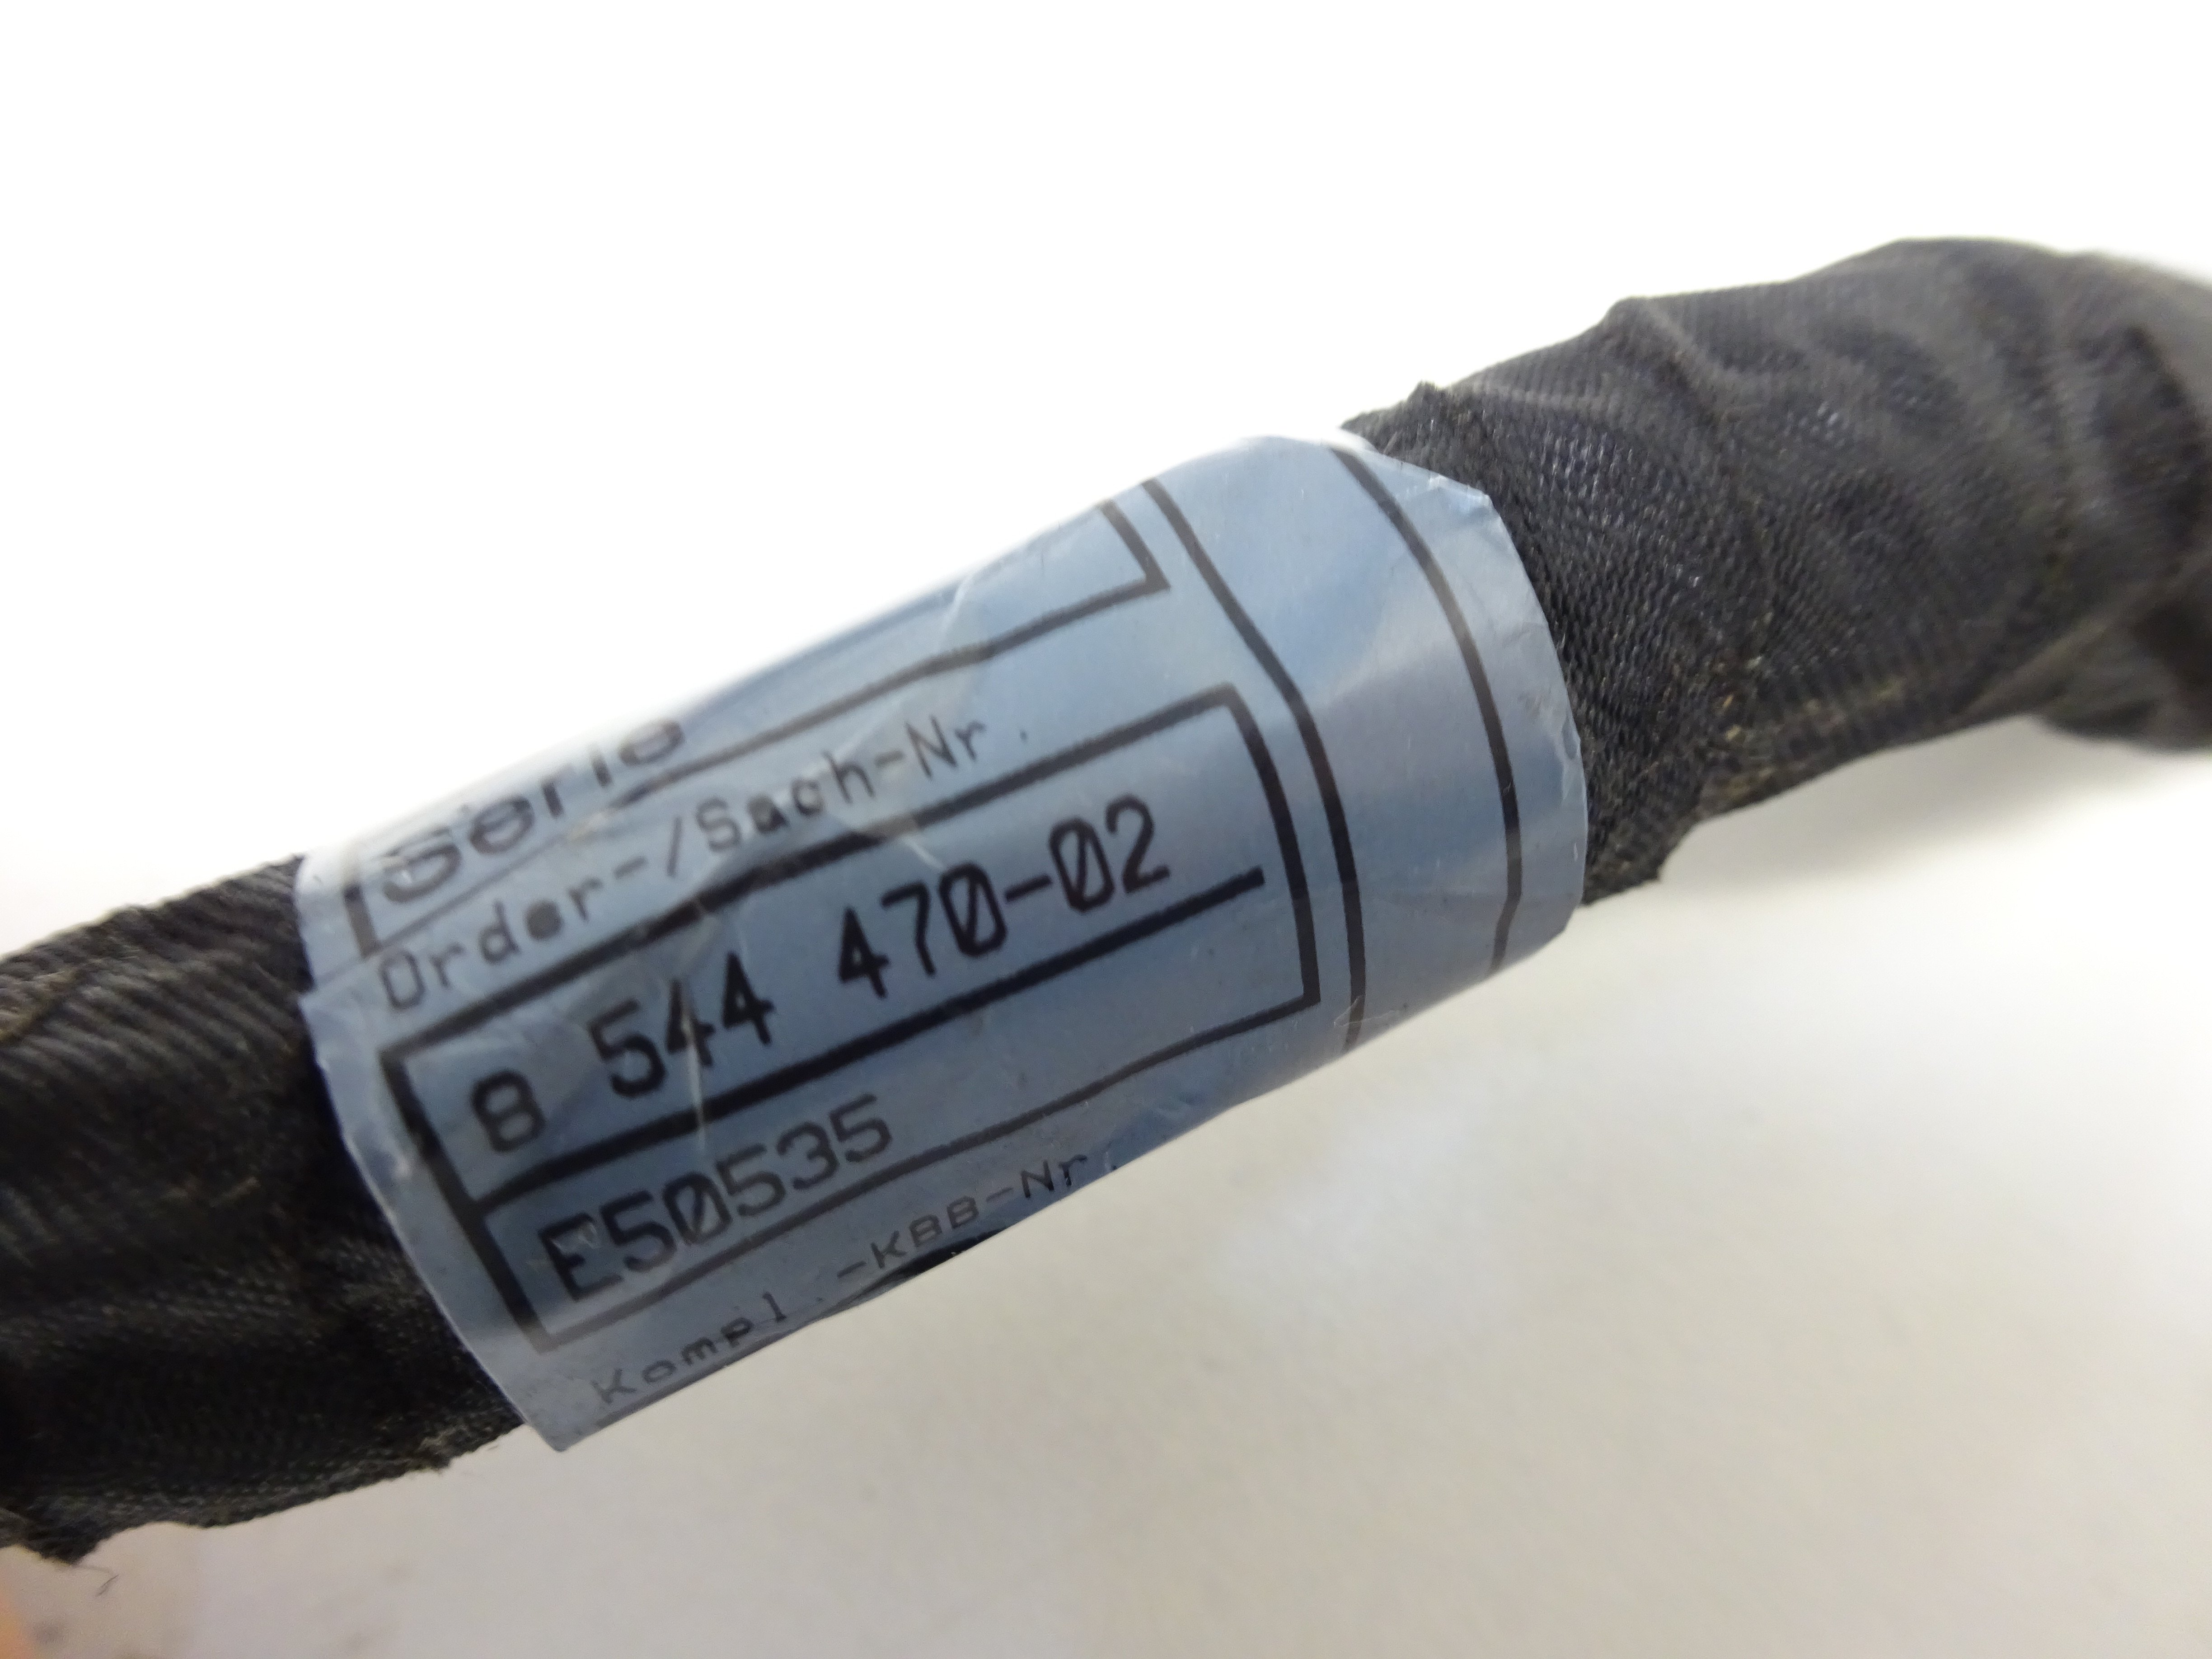 Serie
Order-/Sach-Nr.
8 544 470-02
E50535
Kompl.-KBB-Nr.